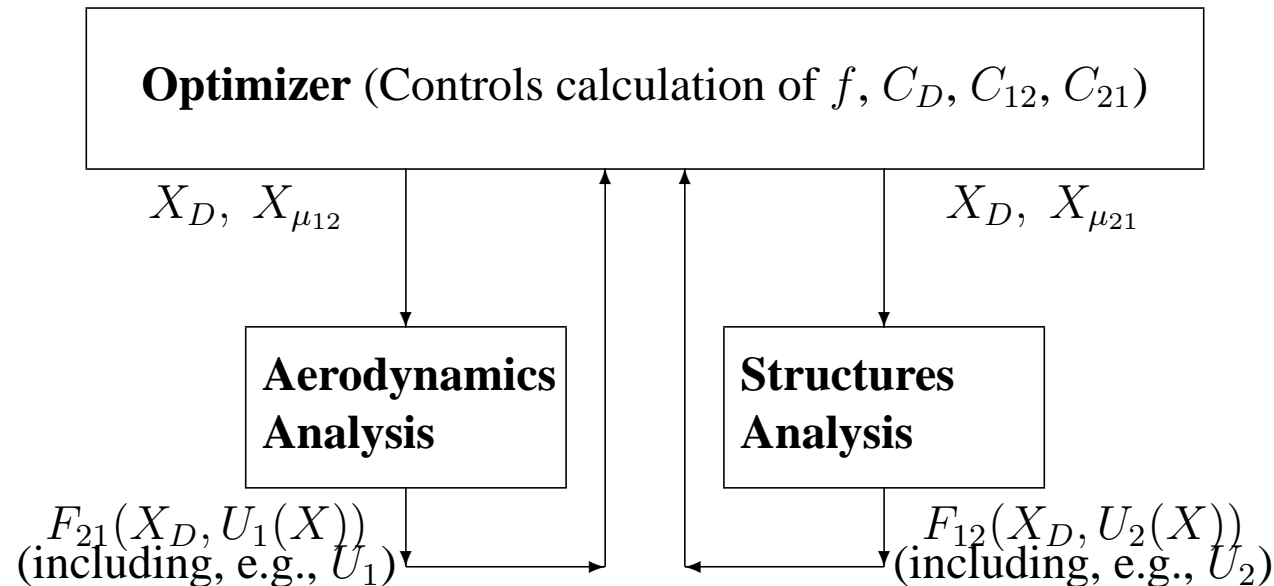 Optimizer (Controls calculation of f, C_D, C_12, C_21)
X_D, X_μ12
X_D, X_μ21
Aerodynamics
Analysis
Structures
Analysis
F_21(X_D, U_1(X))
(including, e.g., U_1)
F_12(X_D, U_2(X))
(including, e.g., U_2)